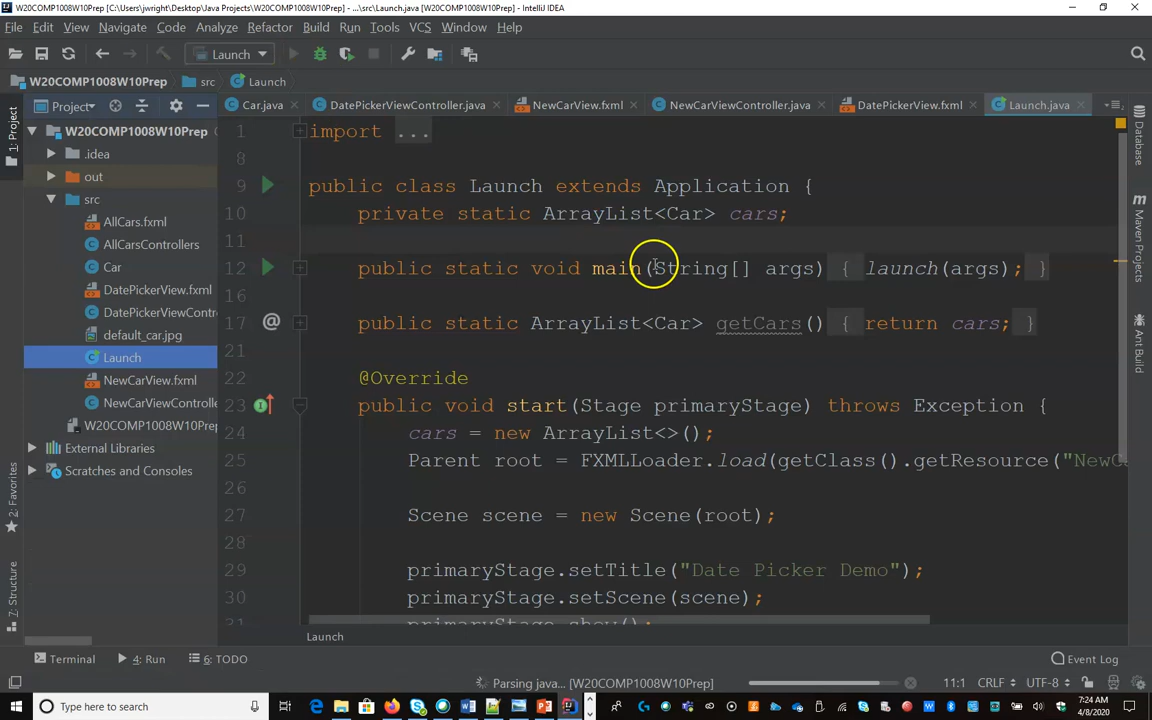 W20COMP1008W10Prep [C:\Users\jwright\Desktop\Java Projects\W20COMP1008W10Prep] - ...\src\Launch.java [W20COMP1008W10Prep] - IntelliJ IDEA
File Edit View Navigate Code Analyze Refactor Build Run Tools VCS Window Help
Launch
W20COMP1008W10Prep src Launch
Project
Car.java DatePickerViewController.java NewCarView.fxml NewCarViewController.java DatePickerView.fxml Launch.java
1: Project
7: Structure
2: Favorites
W20COMP1008W10Prep
.idea
out
src
AllCars.fxml
AllCarsControllers
Car
DatePickerView.fxml
DatePickerViewContr
default_car.jpg
Launch
NewCarView.fxml
NewCarViewControlle
W20COMP1008W10Prep
External Libraries
Scratches and Consoles
1 import ...
8
9 public class Launch extends Application {
10 private static ArrayList<Car> cars;
11
12 public static void main(String[] args) { launch(args); }
16
17 @ public static ArrayList<Car> getCars() { return cars; }
21
22 @Override
23 public void start(Stage primaryStage) throws Exception {
24 cars = new ArrayList<>();
25 Parent root = FXMLLoader.load(getClass().getResource("NewC
26
27 Scene scene = new Scene(root);
28
29 primaryStage.setTitle("Date Picker Demo");
30 primaryStage.setScene(scene);
31 primaryStage.show();
Launch
Database
Maven Projects
Ant Build
Terminal 4: Run 6: TODO Event Log
Parsing java... [W20COMP1008W10Prep] 11:1 CRLF UTF-8
Type here to search
7:24 AM
4/8/2020